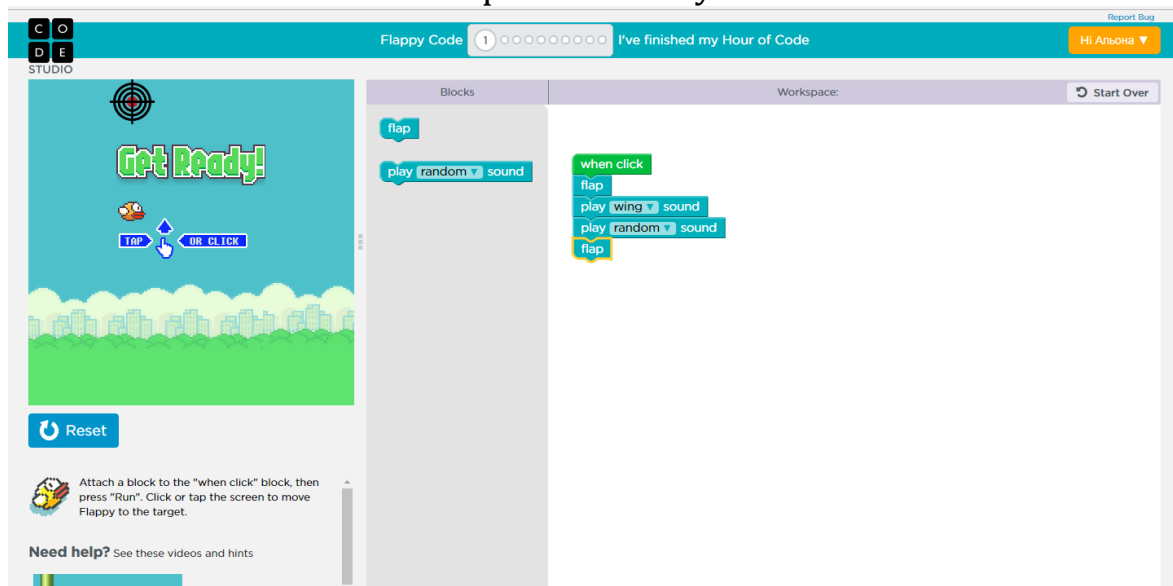 Report Bug
C O
D E
STUDIO
Flappy Code 1 I've finished my Hour of Code
Hi Альона ▼
Blocks
Workspace:
Start Over
Get Ready!
TAP OR CLICK
flap
play random ▼ sound
when click
flap
play wing ▼ sound
play random ▼ sound
flap
Reset
Attach a block to the "when click" block, then
press "Run". Click or tap the screen to move
Flappy to the target.
Need help? See these videos and hints